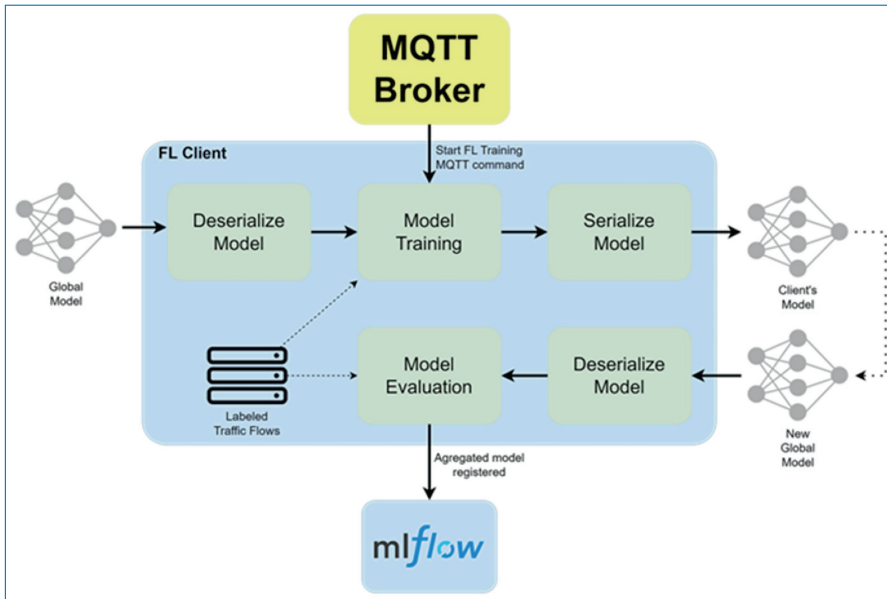 MQTT
Broker
FL Client
Start FL Training
MQTT command
Deserialize
Model
Model
Training
Serialize
Model
Global
Model
Client's
Model
Labeled
Traffic Flows
Model
Evaluation
Deserialize
Model
New
Global
Model
Agregated model
registered
mlflow